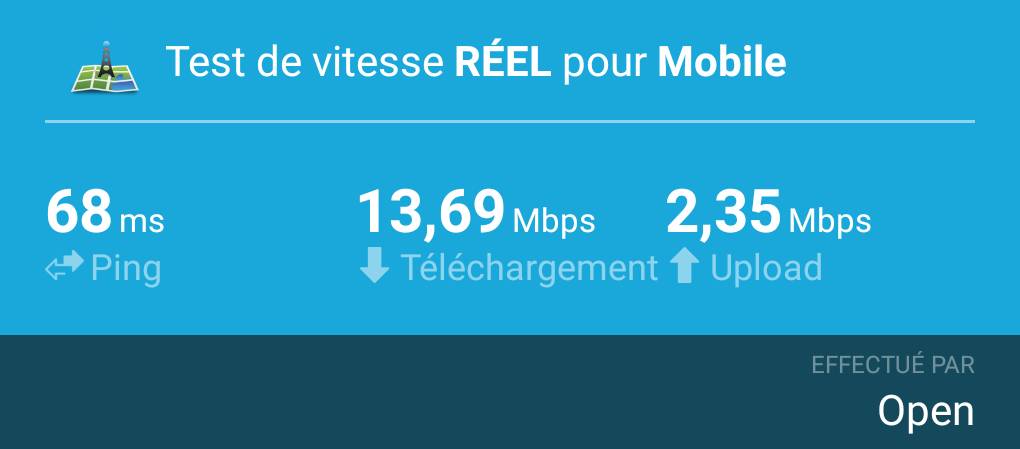 Test de vitesse RÉEL pour Mobile
68 ms 13,69 Mbps 2,35 Mbps
Ping Téléchargement Upload
EFFECTUÉ PAR
Open